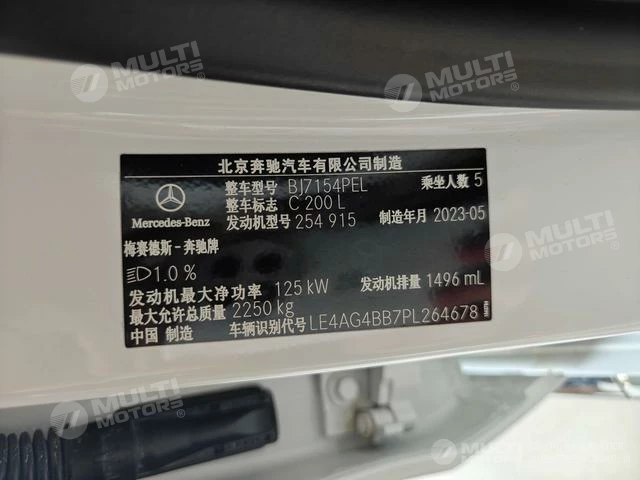 北京奔驰汽车有限公司制造
整车型号 BJ7154PEL 乘坐人数 5
整车标志 C 200 L
发动机型号 254 915 制造年月 2023-05
Mercedes-Benz
梅赛德斯-奔驰牌
1.0 %
发动机最大净功率 125 kW 发动机排量 1496 mL
最大允许总质量 2250 kg
中国 制造 车辆识别代号 LE4AG4BB7PL264678
MULTI MOTORS
MULTI MOTORS
MULTI MOTORS
MULTI MOTORS
MULTI MOTORS
MULTI MOTORS